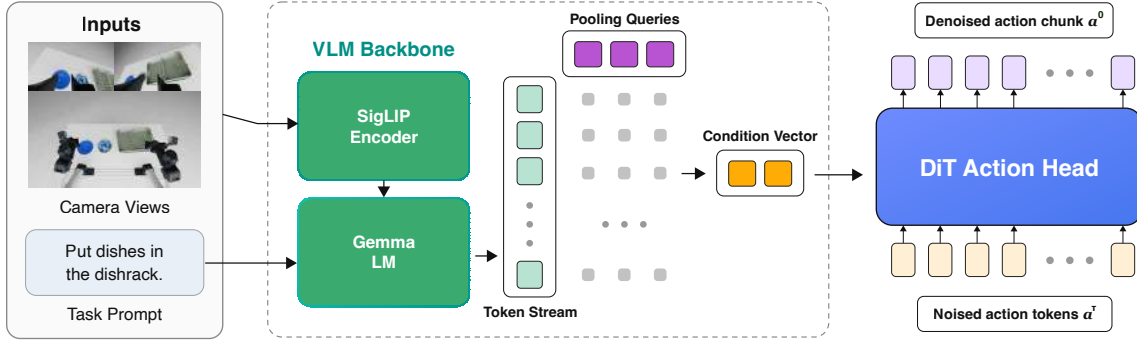 Inputs
Camera Views
Put dishes in
the dishrack.
Task Prompt
VLM Backbone
SigLIP
Encoder
Gemma
LM
Token Stream
Pooling Queries
Condition Vector
Denoised action chunk a⁰
DiT Action Head
Noised action tokens aᵀ